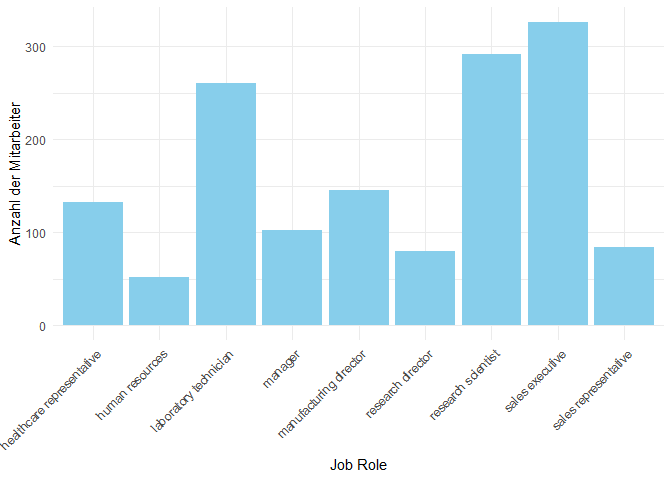 Anzahl der Mitarbeiter
300
200
100
0
healthcare representative
human resources
laboratory technician
manager
manufacturing director
research director
research scientist
sales executive
sales representative
Job Role